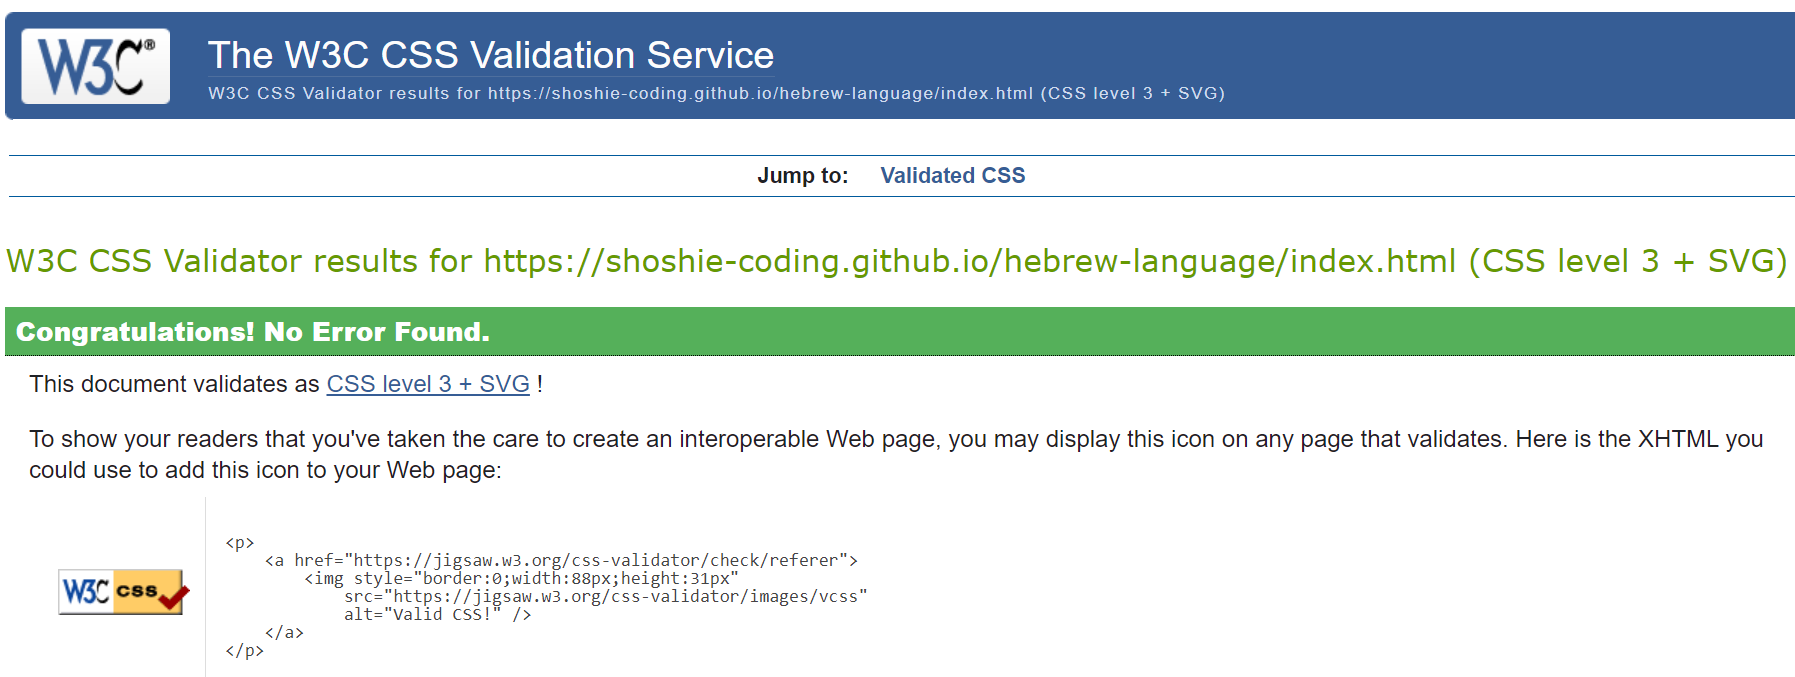 W3C®
The W3C CSS Validation Service
W3C CSS Validator results for https://shoshie-coding.github.io/hebrew-language/index.html (CSS level 3 + SVG)
Jump to: Validated CSS
W3C CSS Validator results for https://shoshie-coding.github.io/hebrew-language/index.html (CSS level 3 + SVG)
Congratulations! No Error Found.
This document validates as CSS level 3 + SVG !
To show your readers that you've taken the care to create an interoperable Web page, you may display this icon on any page that validates. Here is the XHTML you
could use to add this icon to your Web page:
W3C css
<p>
    <a href="https://jigsaw.w3.org/css-validator/check/referer">
        <img style="border:0;width:88px;height:31px"
            src="https://jigsaw.w3.org/css-validator/images/vcss"
            alt="Valid CSS!" />
    </a>
</p>